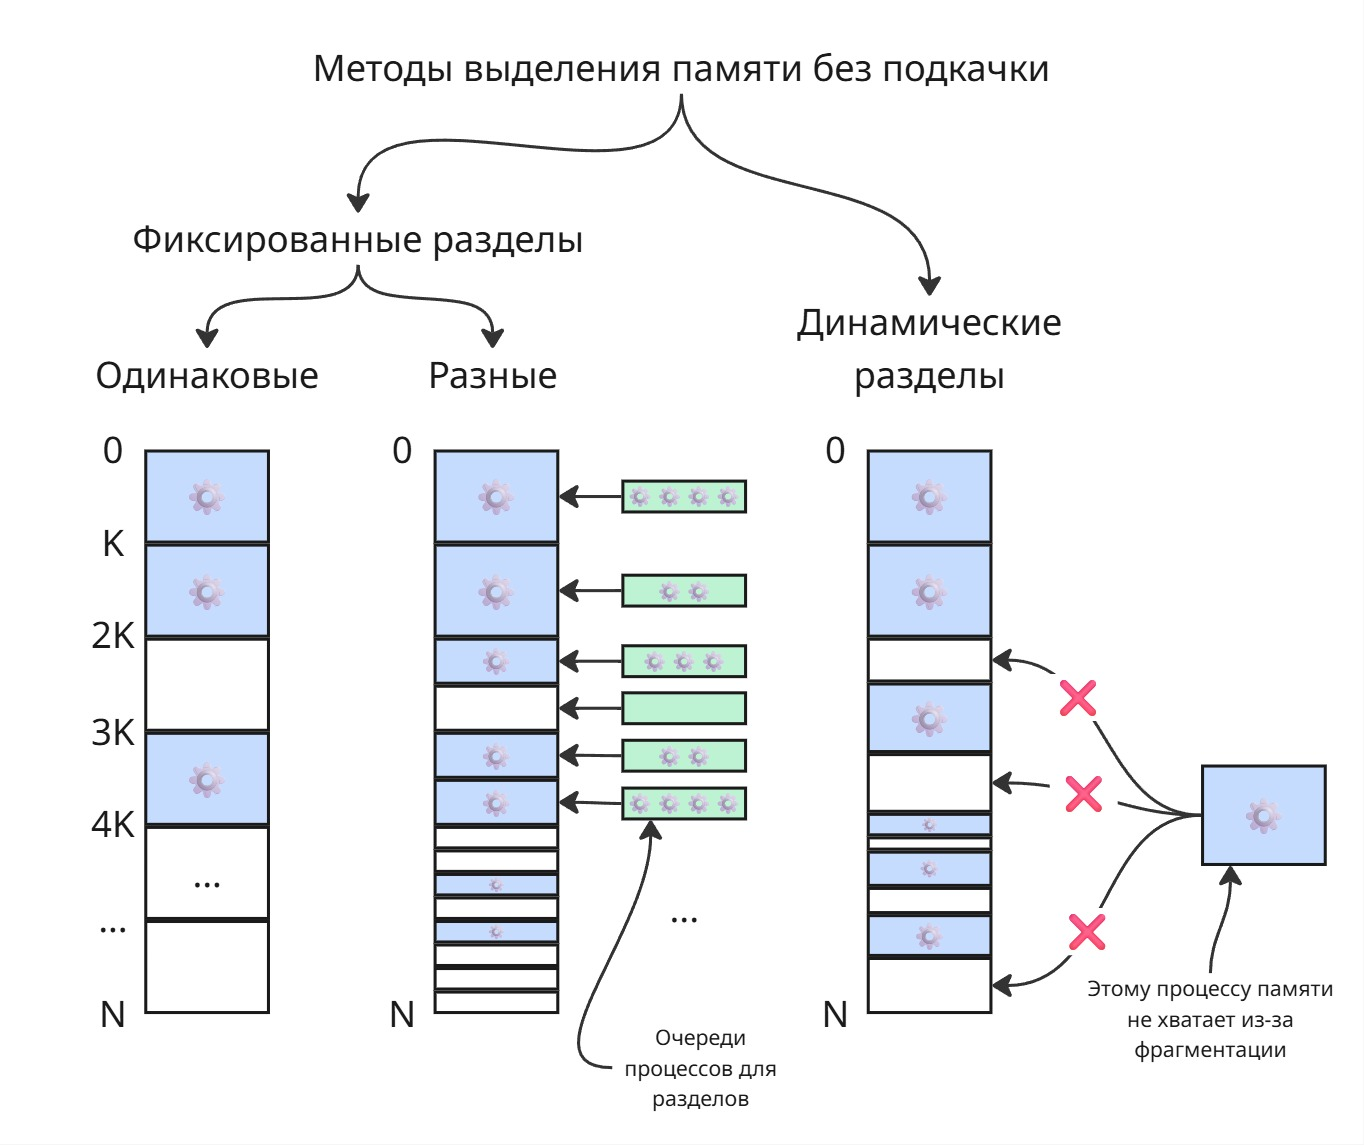 Методы выделения памяти без подкачки
Фиксированные разделы
Динамические
разделы
Одинаковые
Разные
0
K
2K
3K
4K
...
...
N
0
N
...
Очереди
процессов для
разделов
0
N
Этому процессу памяти
не хватает из-за
фрагментации